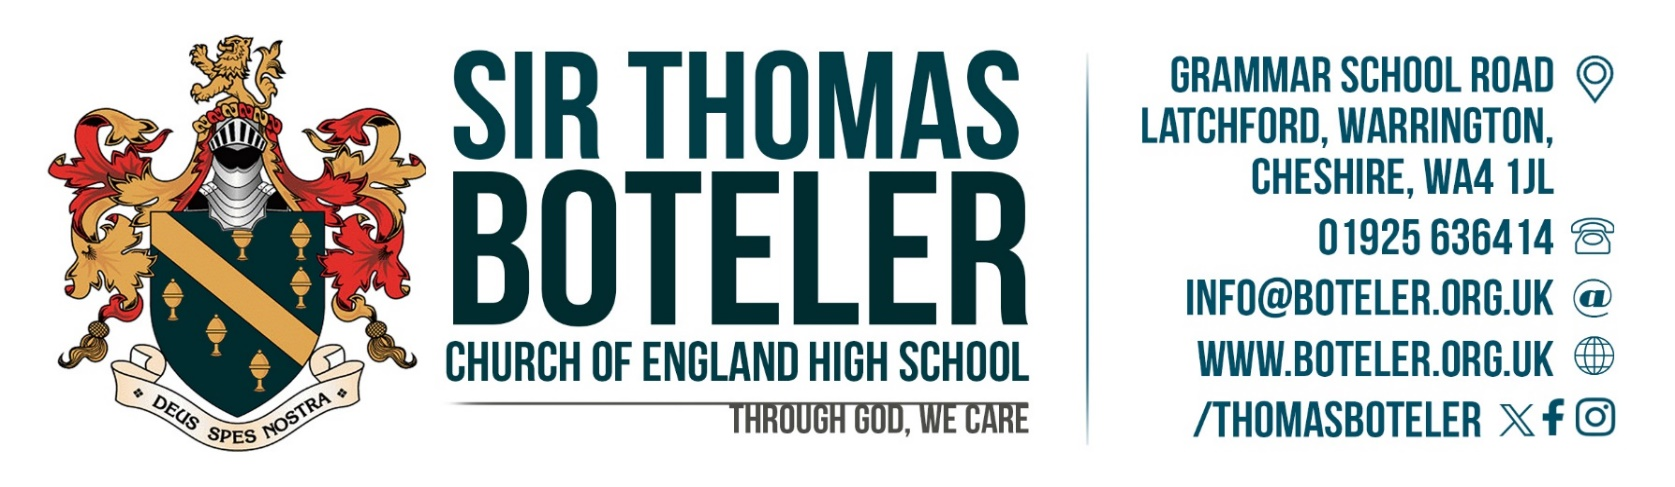 SIR THOMAS
BOTELER
CHURCH OF ENGLAND HIGH SCHOOL
THROUGH GOD, WE CARE
DEUS SPES NOSTRA
GRAMMAR SCHOOL ROAD
LATCHFORD, WARRINGTON,
CHESHIRE, WA4 1JL
01925 636414
INFO@BOTELER.ORG.UK
WWW.BOTELER.ORG.UK
/THOMASBOTELER